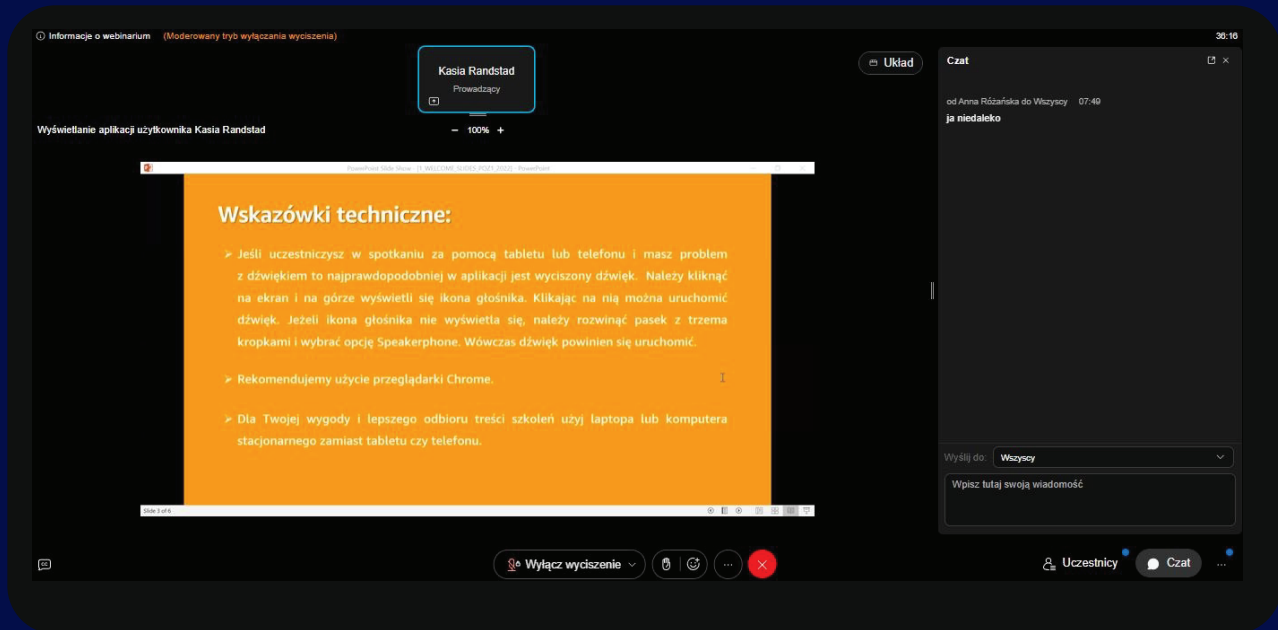 Informacje o webinarium (Moderowany tryb wyłączania wyciszenia) 36:16
Kasia Randstad
Prowadzący
Układ
Wyświetlanie aplikacji użytkownika Kasia Randstad
− 100% +
PowerPoint Slide Show - [1_WELCOME_SLIDES_POZ1_2022] - PowerPoint
Wskazówki techniczne:
➢ Jeśli uczestniczysz w spotkaniu za pomocą tabletu lub telefonu i masz problem
z dźwiękiem to najprawdopodobniej w aplikacji jest wyciszony dźwięk. Należy kliknąć
na ekran i na górze wyświetli się ikona głośnika. Klikając na nią można uruchomić
dźwięk. Jeżeli ikona głośnika nie wyświetla się, należy rozwinąć pasek z trzema
kropkami i wybrać opcję Speakerphone. Wówczas dźwięk powinien się uruchomić.
➢ Rekomendujemy użycie przeglądarki Chrome.
➢ Dla Twojej wygody i lepszego odbioru treści szkoleń użyj laptopa lub komputera
stacjonarnego zamiast tabletu czy telefonu.
Slide 3 of 6
Czat
od Anna Różańska do Wszyscy 07:49
ja niedaleko
Wyślij do: Wszyscy
Wpisz tutaj swoją wiadomość
CC
Wyłącz wyciszenie
Uczestnicy
Czat